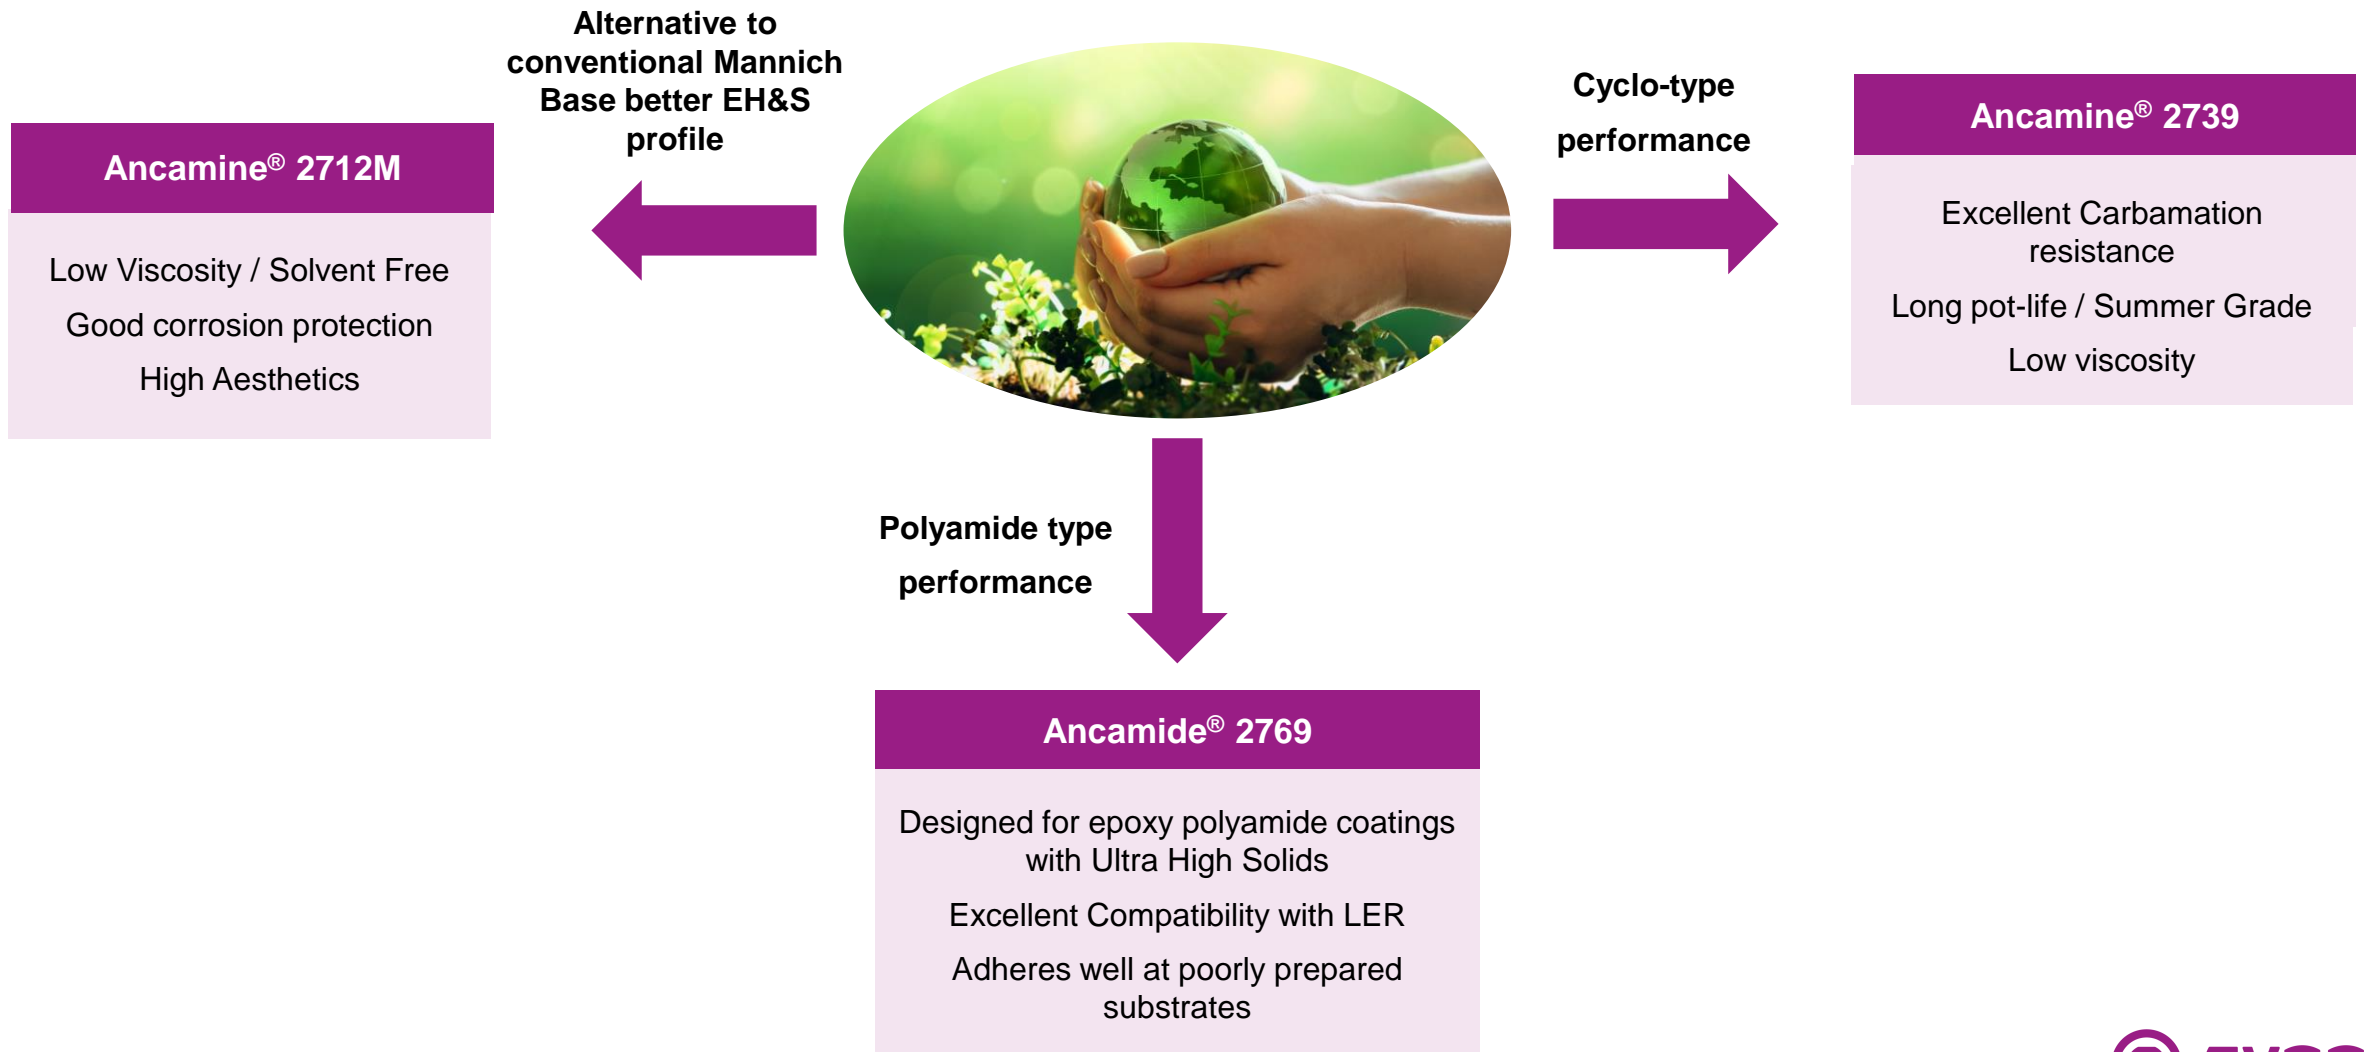 Alternative to
conventional Mannich
Base better EH&S
profile
Ancamine® 2712M
Low Viscosity / Solvent Free
Good corrosion protection
High Aesthetics
Cyclo-type
performance
Ancamine® 2739
Excellent Carbamation
resistance
Long pot-life / Summer Grade
Low viscosity
Polyamide type
performance
Ancamide® 2769
Designed for epoxy polyamide coatings
with Ultra High Solids
Excellent Compatibility with LER
Adheres well at poorly prepared
substrates